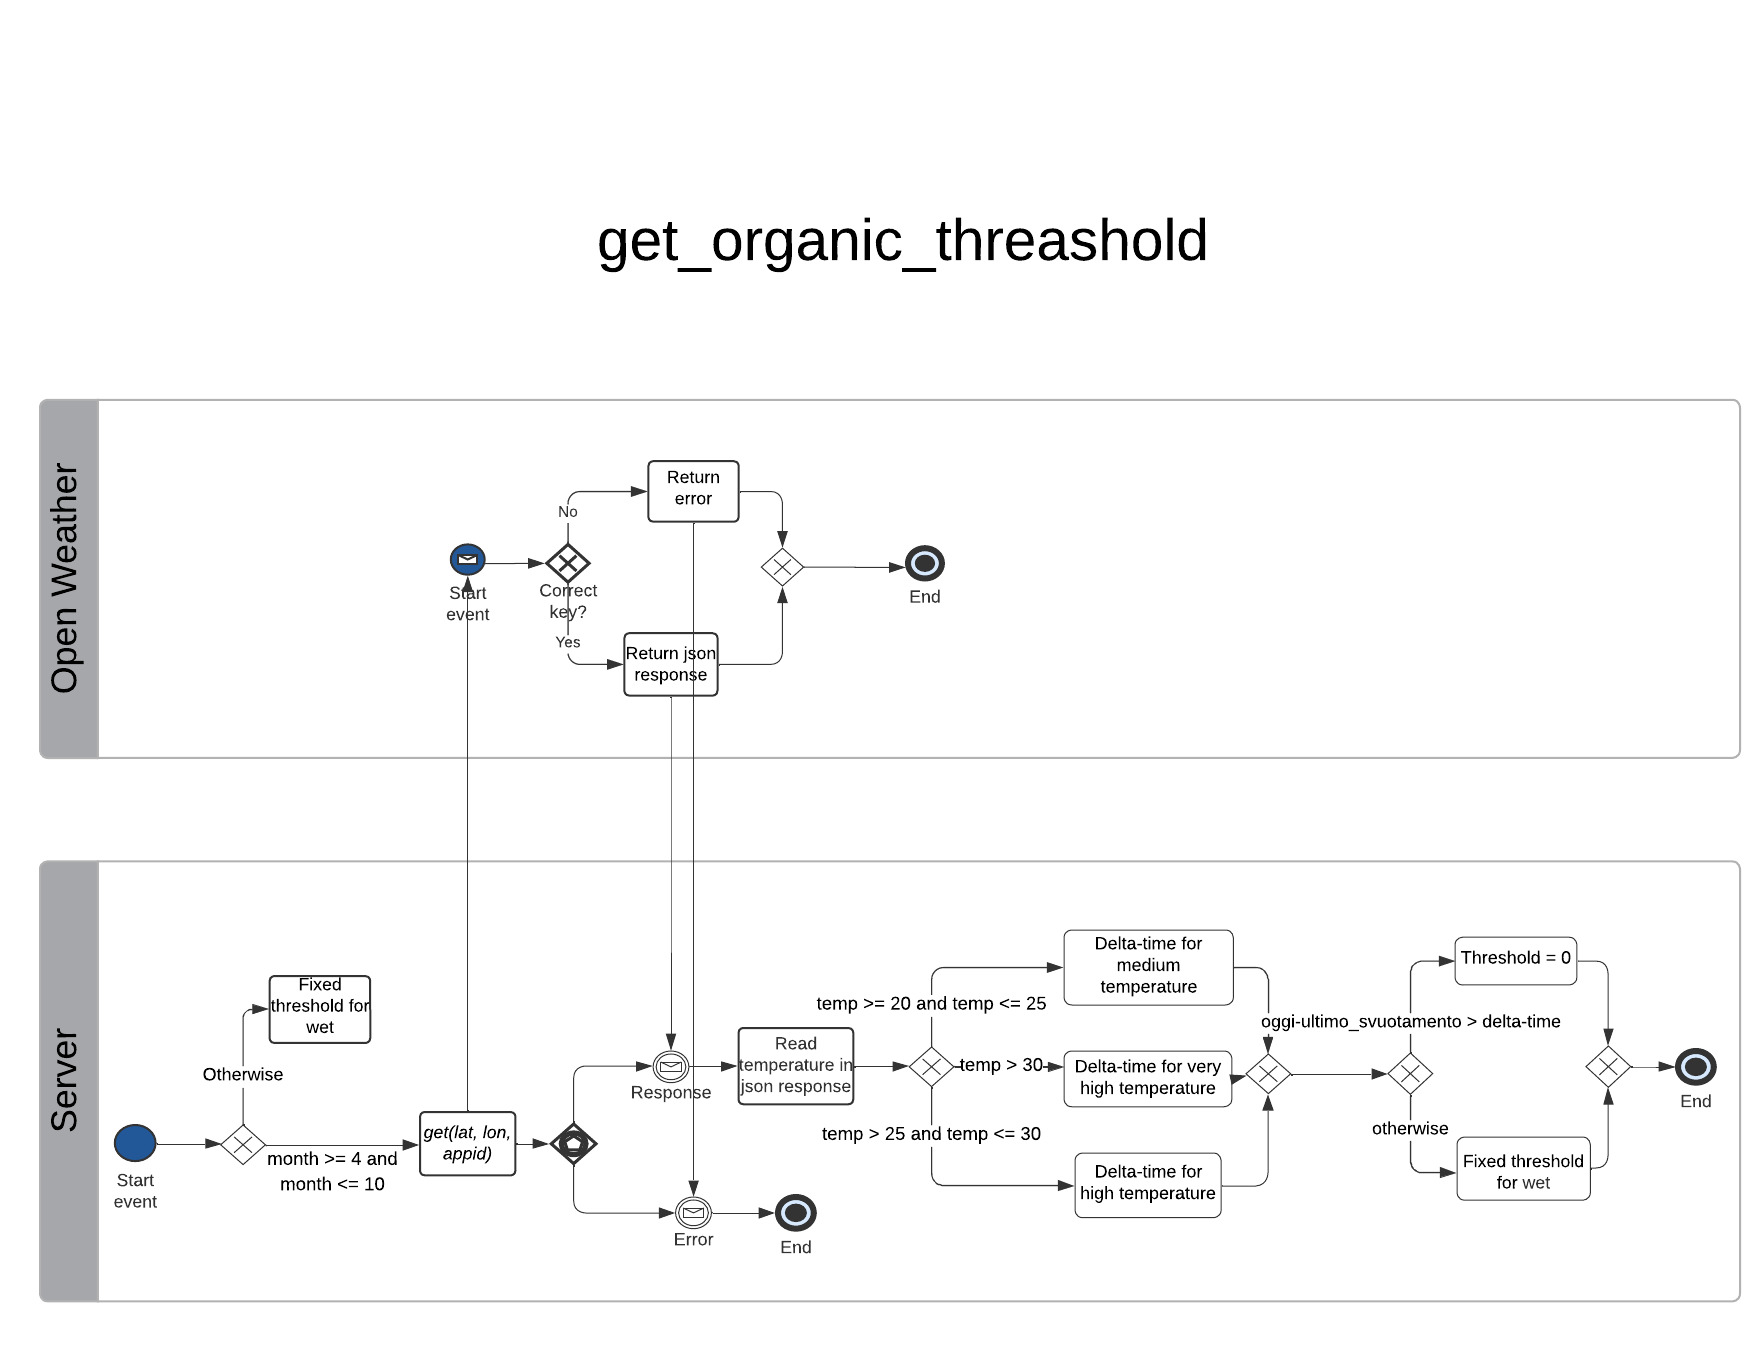 get_organic_threashold
Open Weather
Return
error
No
Start
event
Correct
key?
Yes
Return json
response
End
Server
Start
event
Otherwise
Fixed
threshold for
wet
month >= 4 and
month <= 10
get(lat, lon,
appid)
Response
Error
End
Read
temperature in
json response
temp >= 20 and temp <= 25
temp > 30
temp > 25 and temp <= 30
Delta-time for
medium
temperature
Delta-time for very
high temperature
Delta-time for
high temperature
oggi-ultimo_svuotamento > delta-time
otherwise
Threshold = 0
Fixed threshold
for wet
End